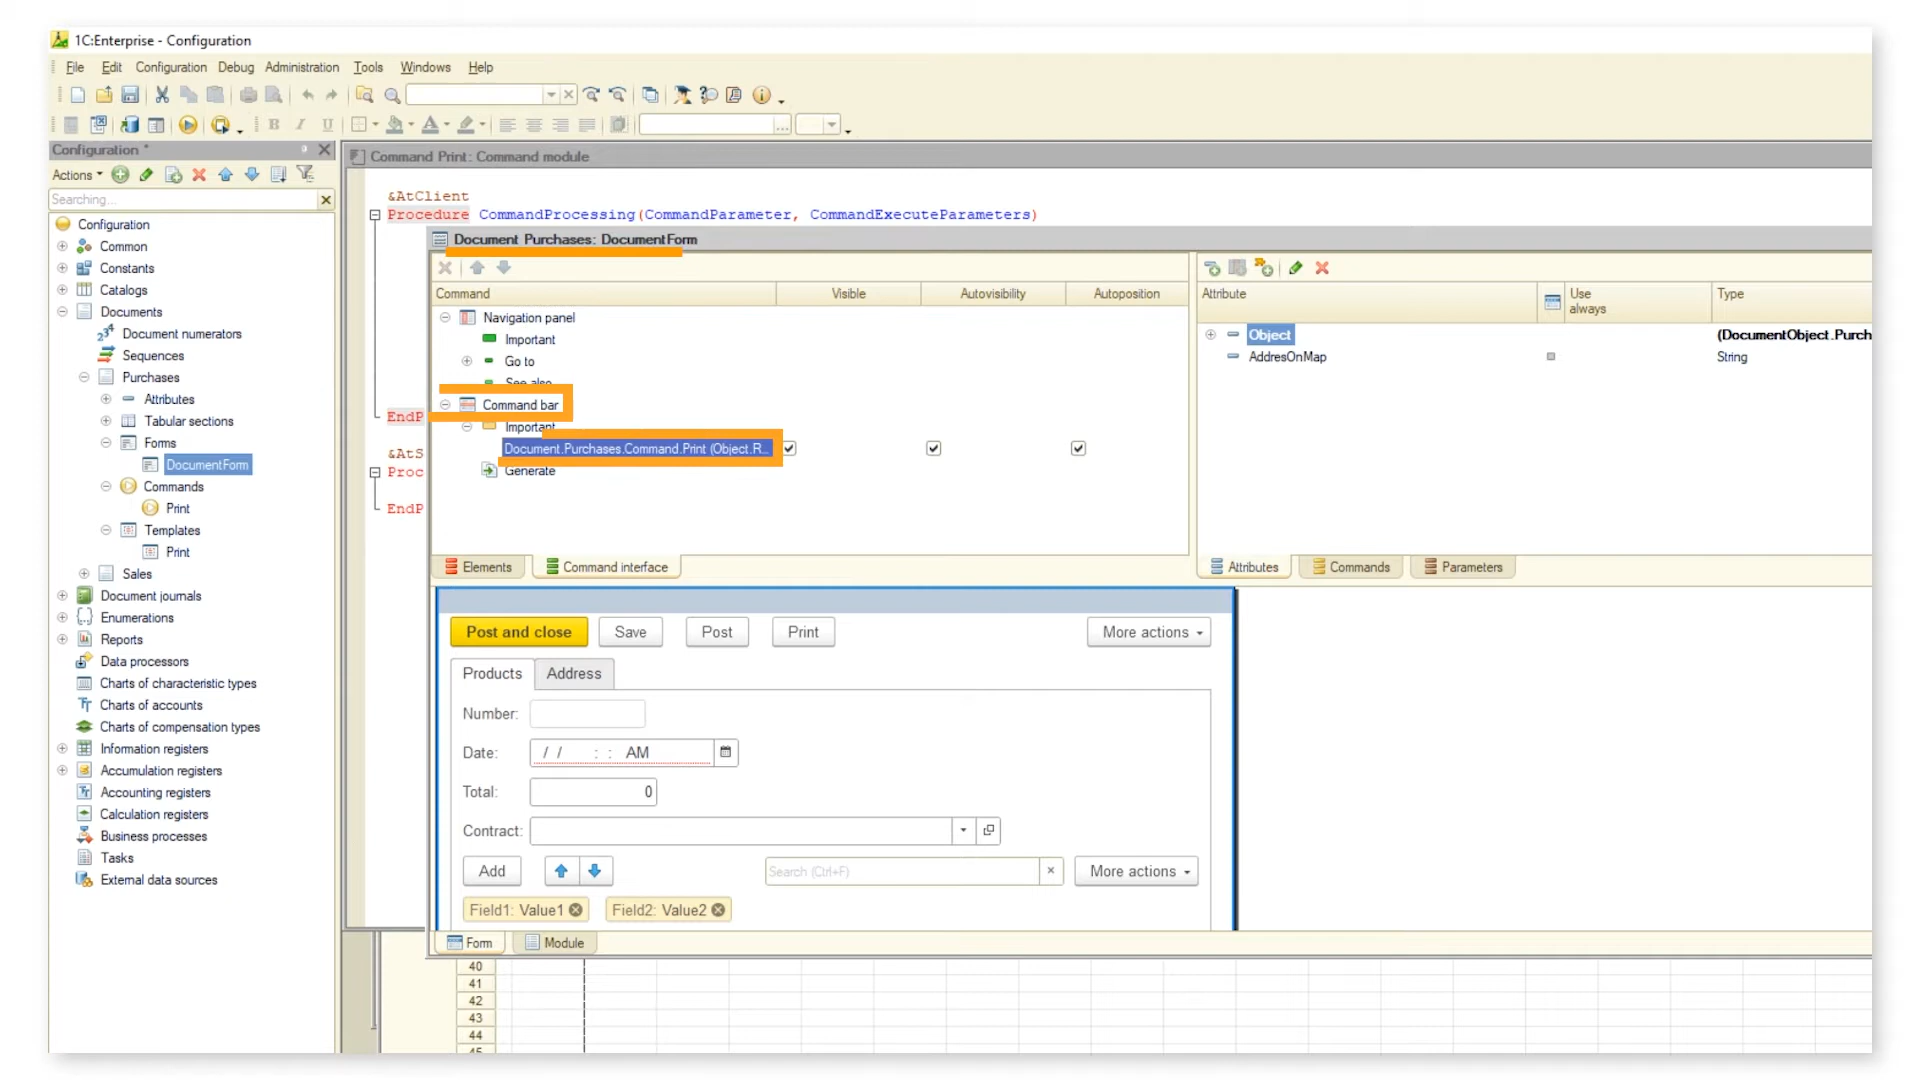 1C:Enterprise - Configuration
File Edit Configuration Debug Administration Tools Windows Help
B I U
Configuration *
Actions
Searching...
Configuration
Common
Constants
Catalogs
Documents
Document numerators
Sequences
Purchases
Attributes
Tabular sections
Forms
DocumentForm
Commands
Print
Templates
Print
Sales
Document journals
Enumerations
Reports
Data processors
Charts of characteristic types
Charts of accounts
Charts of compensation types
Information registers
Accumulation registers
Accounting registers
Calculation registers
Business processes
Tasks
External data sources
Command Print: Command module
&AtClient
Procedure CommandProcessing(CommandParameter, CommandExecuteParameters)
EndP
&AtS
Proc
EndP
Document Purchases: DocumentForm
Command Visible Autovisibility Autoposition
Navigation panel
Important
Go to
See also
Command bar
Important
Document.Purchases.Command.Print (Object.R...
Generate
Elements Command interface
Attribute Use always Type
Object (DocumentObject.Purch
AddresOnMap String
Attributes Commands Parameters
Post and close Save Post Print More actions
Products Address
Number:
Date: / / : : AM
Total: 0
Contract:
Add Search (Ctrl+F) × More actions
Field1: Value1 Field2: Value2
Form Module
40
41
42
43
44
45